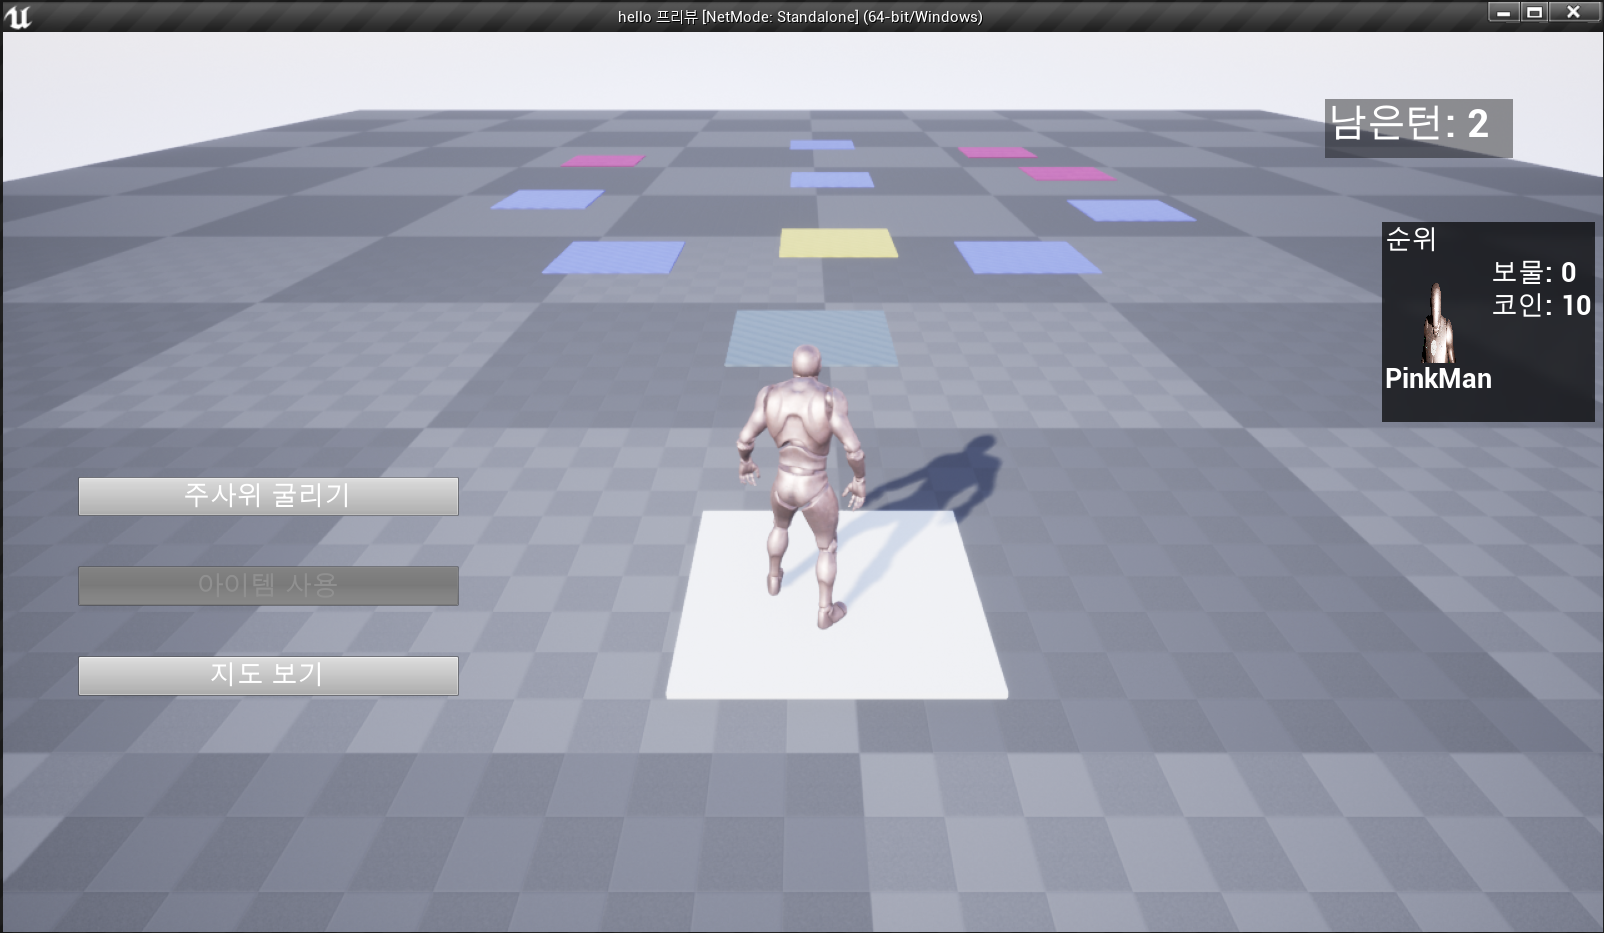 hello 프리뷰 [NetMode: Standalone] (64-bit/Windows)
남은턴: 2
순위
보물: 0
코인: 10
PinkMan
주사위 굴리기
아이템 사용
지도 보기